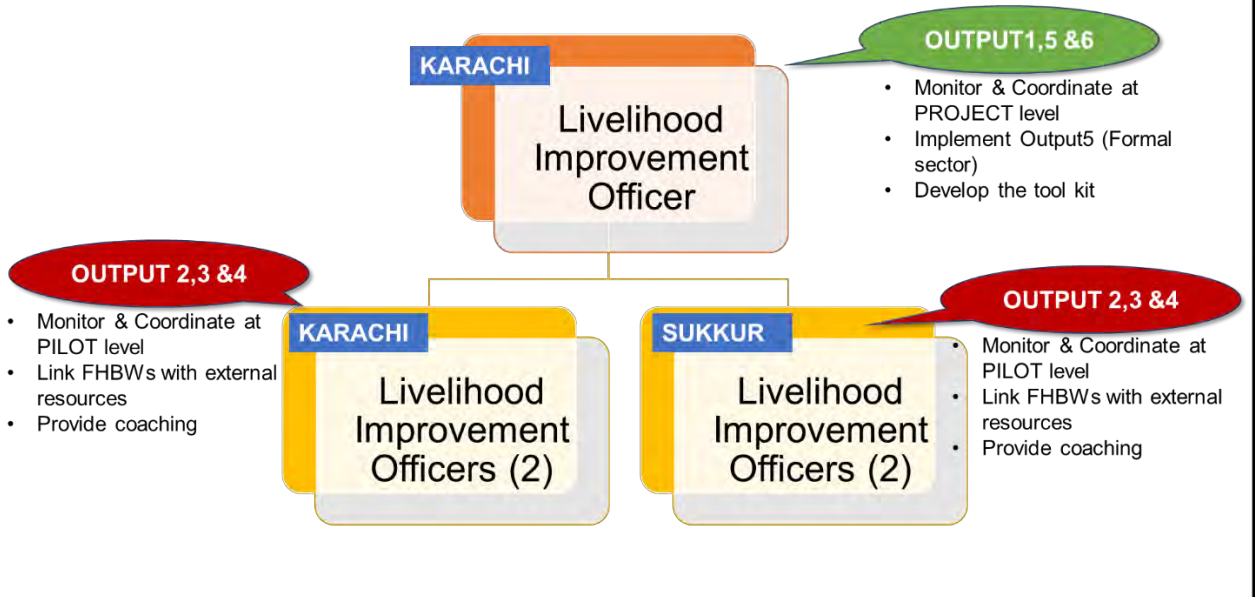 OUTPUT1,5 &6
KARACHI
• Monitor & Coordinate at
PROJECT level
• Implement Output5 (Formal
sector)
• Develop the tool kit
Livelihood
Improvement
Officer
OUTPUT 2,3 &4
• Monitor & Coordinate at
PILOT level
• Link FHBWs with external
resources
• Provide coaching
KARACHI
Livelihood
Improvement
Officers (2)
SUKKUR
Livelihood
Improvement
Officers (2)
OUTPUT 2,3 &4
• Monitor & Coordinate at
PILOT level
• Link FHBWs with external
resources
• Provide coaching